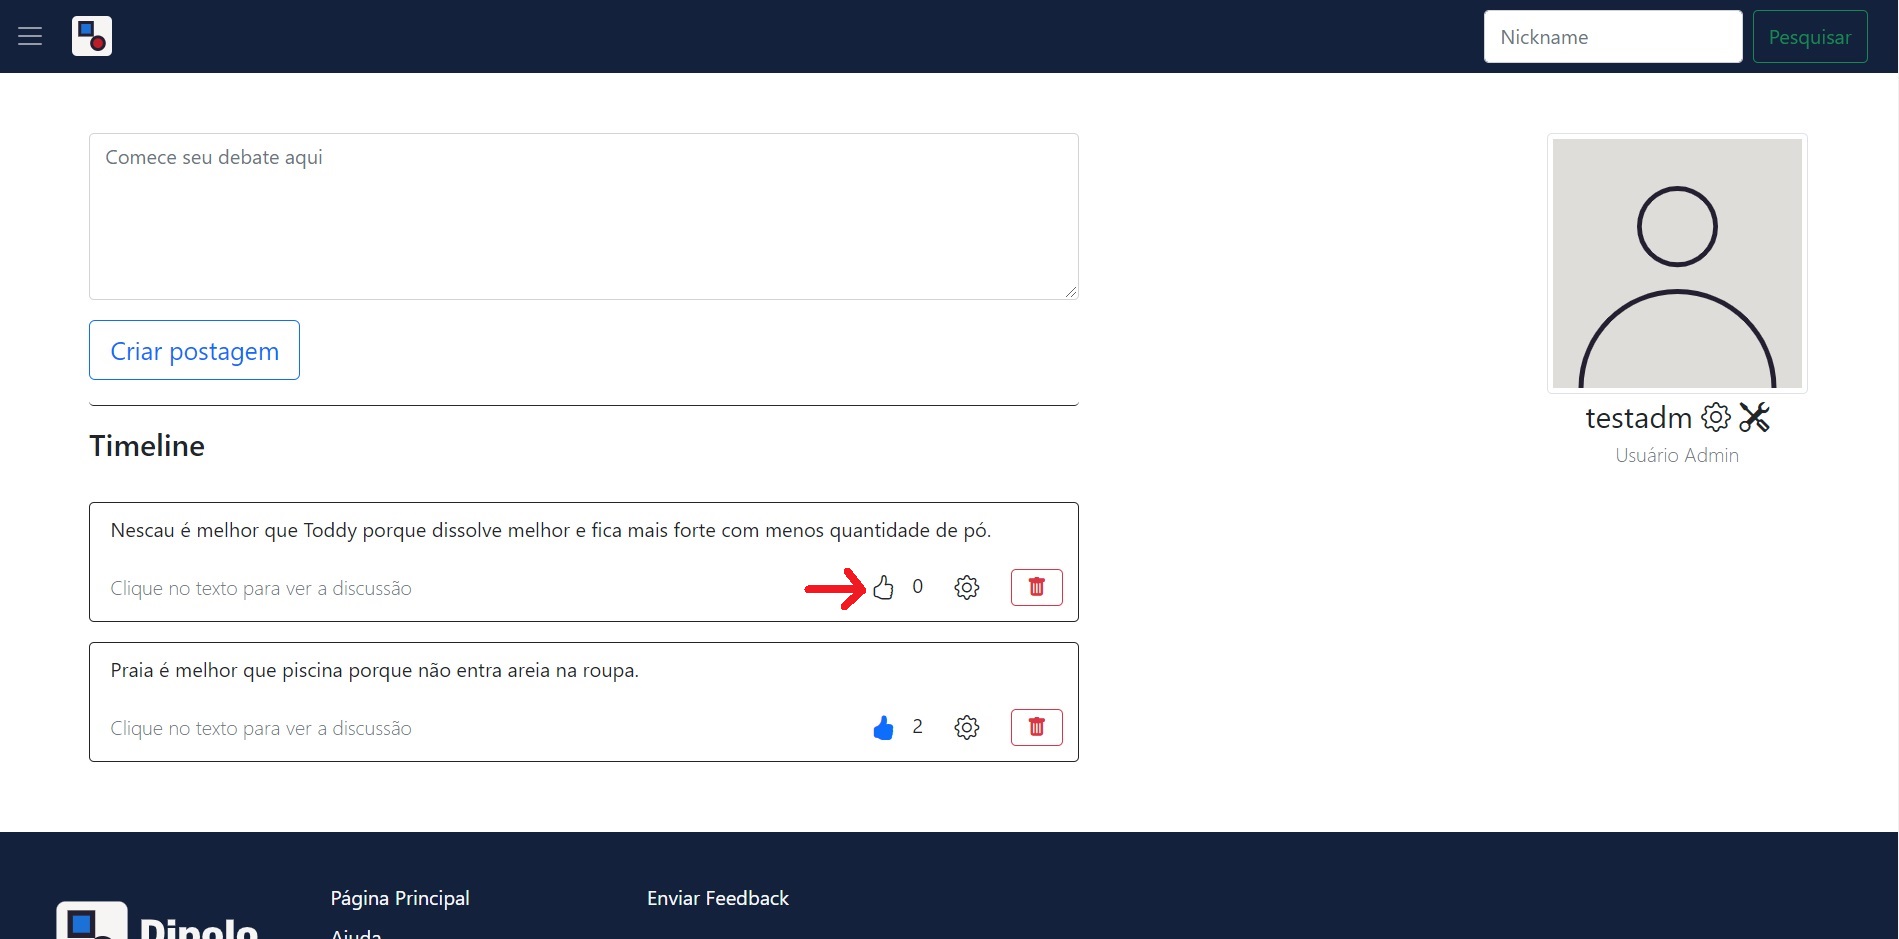 Nickname
Pesquisar
Comece seu debate aqui
Criar postagem
Timeline
testadm
Usuário Admin
Nescau é melhor que Toddy porque dissolve melhor e fica mais forte com menos quantidade de pó.
Clique no texto para ver a discussão
0
Praia é melhor que piscina porque não entra areia na roupa.
Clique no texto para ver a discussão
2
Página Principal
Enviar Feedback
Dipolo
Ajuda